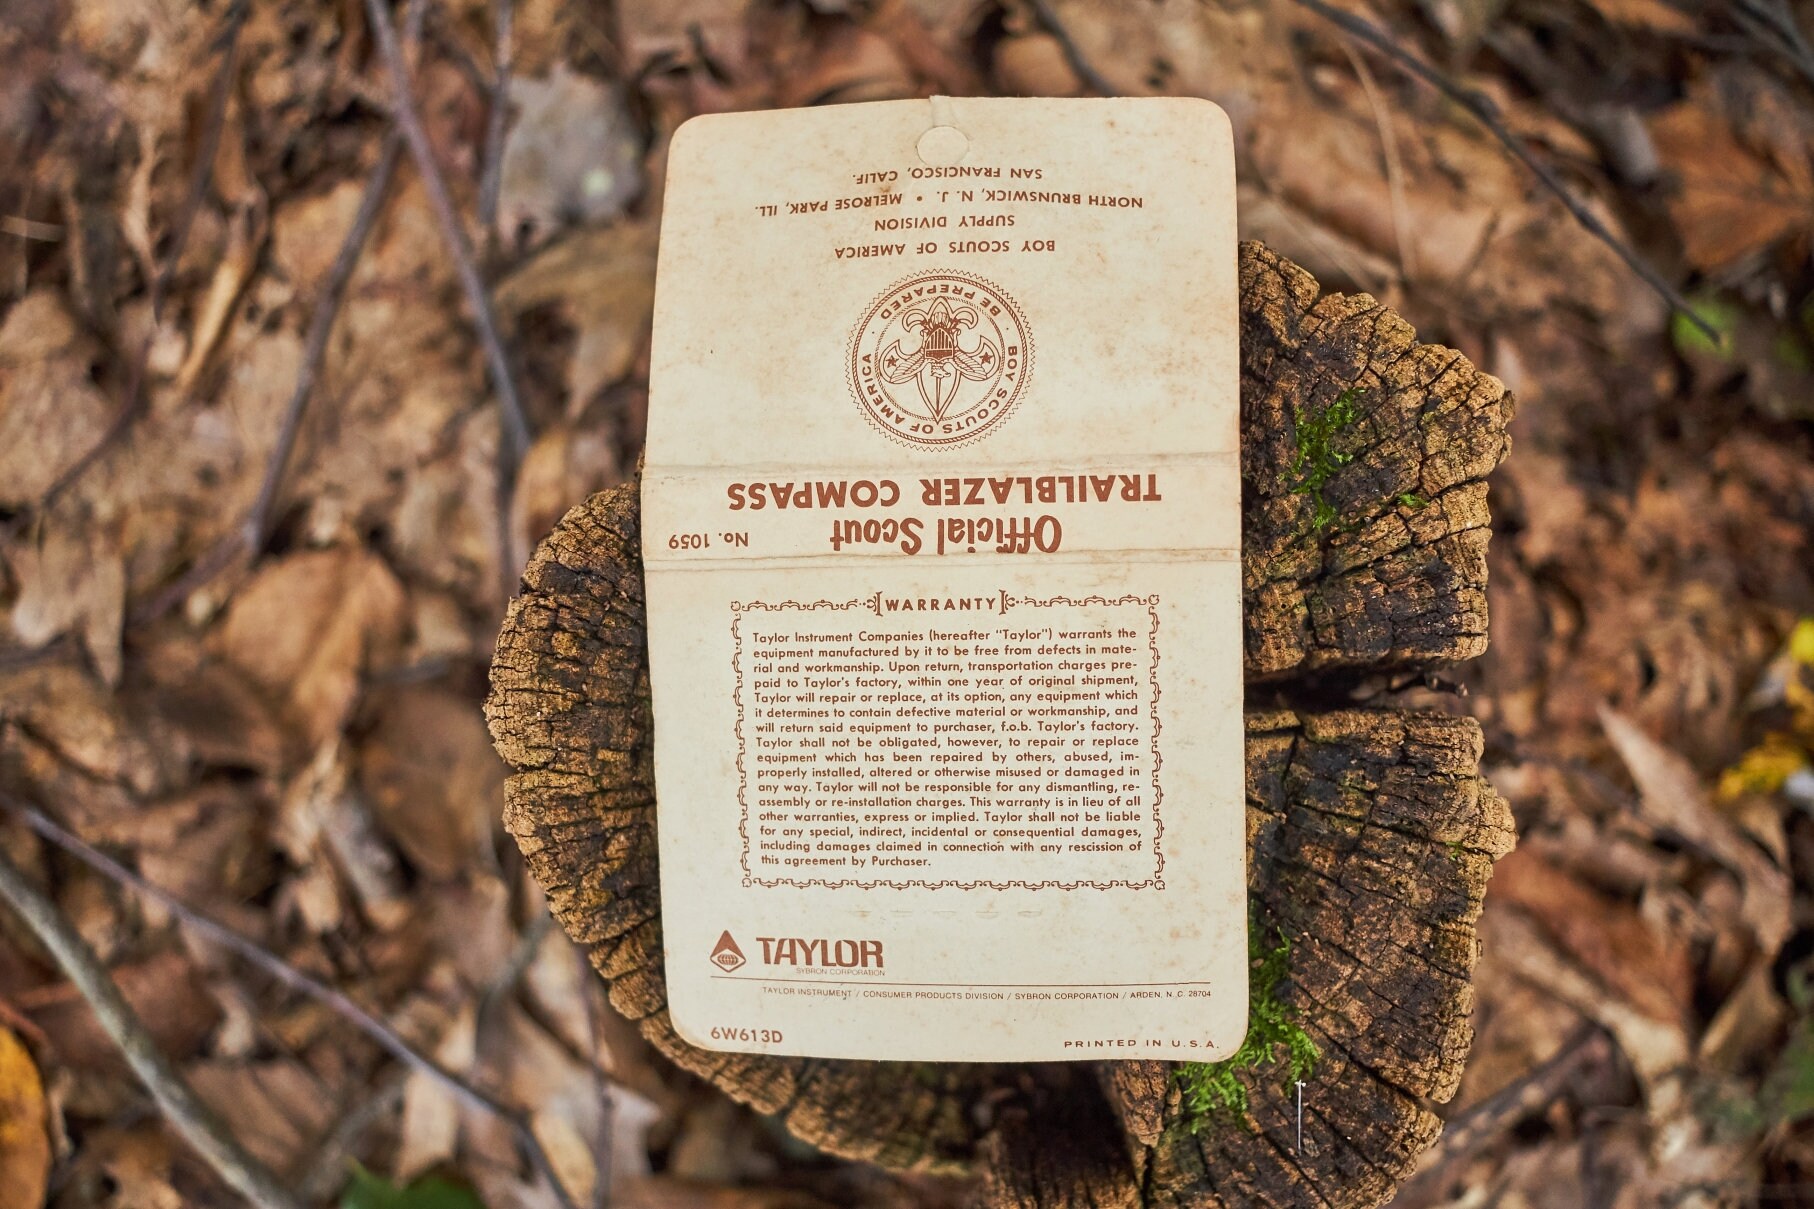 SAN FRANCISCO, CALIF.
NORTH BRUNSWICK, N. J. • MELROSE PARK, ILL.
SUPPLY DIVISION
BOY SCOUTS OF AMERICA
BE PREPARED
BOY SCOUTS OF AMERICA
TRAILBLAZER COMPASS
Official Scout
No. 1059
WARRANTY
Taylor Instrument Companies (hereafter "Taylor") warrants the
equipment manufactured by it to be free from defects in mate-
rial and workmanship. Upon return, transportation charges pre-
paid to Taylor's factory, within one year of original shipment,
Taylor will repair or replace, at its option, any equipment which
it determines to contain defective material or workmanship, and
will return said equipment to purchaser, f.o.b. Taylor's factory.
Taylor shall not be obligated, however, to repair or replace
equipment which has been repaired by others, abused, im-
properly installed, altered or otherwise misused or damaged in
any way. Taylor will not be responsible for any dismantling, re-
assembly or re-installation charges. This warranty is in lieu of all
other warranties, express or implied. Taylor shall not be liable
for any special, indirect, incidental or consequential damages,
including damages claimed in connection with any rescission of
this agreement by Purchaser.
TAYLOR
SYBRON CORPORATION
TAYLOR INSTRUMENT / CONSUMER PRODUCTS DIVISION / SYBRON CORPORATION / ARDEN, N.C. 28704
6W613D
PRINTED IN U.S.A.